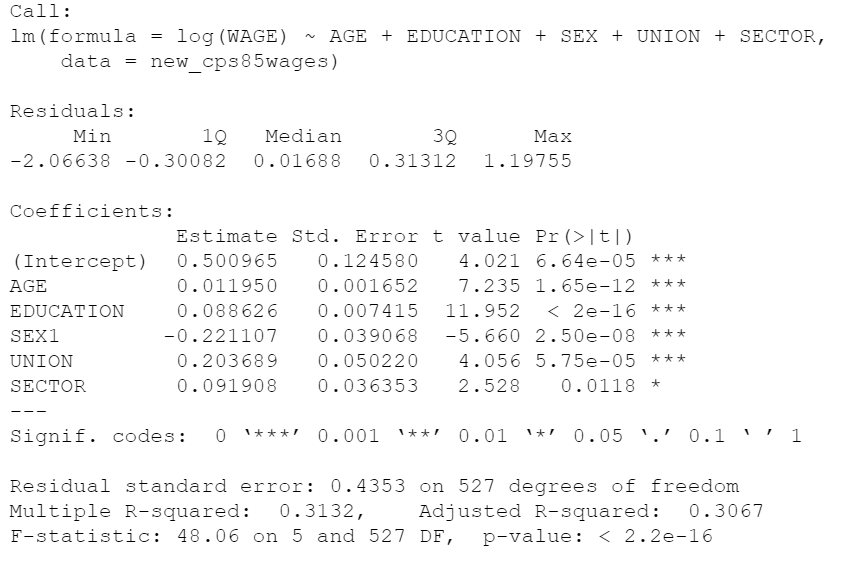 Call:
lm(formula = log(WAGE) ~ AGE + EDUCATION + SEX + UNION + SECTOR,
    data = new_cps85wages)

Residuals:
     Min       1Q   Median       3Q      Max
-2.06638 -0.30082  0.01688  0.31312  1.19755

Coefficients:
             Estimate Std. Error t value Pr(>|t|)
(Intercept)  0.500965   0.124580   4.021 6.64e-05 ***
AGE          0.011950   0.001652   7.235 1.65e-12 ***
EDUCATION    0.088626   0.007415  11.952  < 2e-16 ***
SEX1        -0.221107   0.039068  -5.660 2.50e-08 ***
UNION        0.203689   0.050220   4.056 5.75e-05 ***
SECTOR       0.091908   0.036353   2.528   0.0118 *
---
Signif. codes:  0 ‘***’ 0.001 ‘**’ 0.01 ‘*’ 0.05 ‘.’ 0.1 ‘ ’ 1

Residual standard error: 0.4353 on 527 degrees of freedom
Multiple R-squared:  0.3132,    Adjusted R-squared:  0.3067
F-statistic: 48.06 on 5 and 527 DF,  p-value: < 2.2e-16